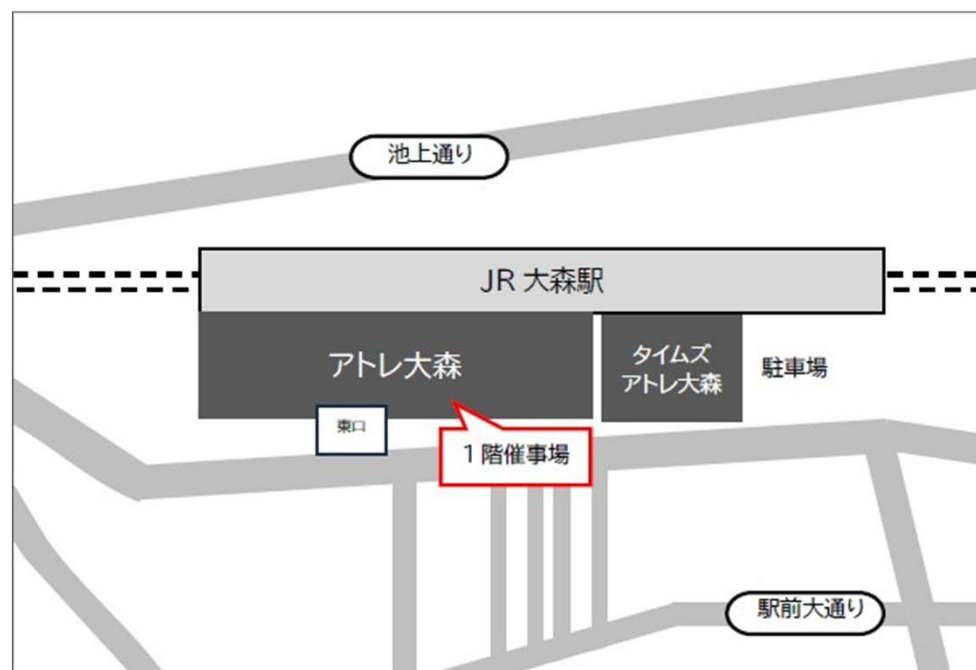 池上通り
JR 大森駅
アトレ大森
タイムズ
アトレ大森
駐車場
東口
1 階催事場
駅前大通り